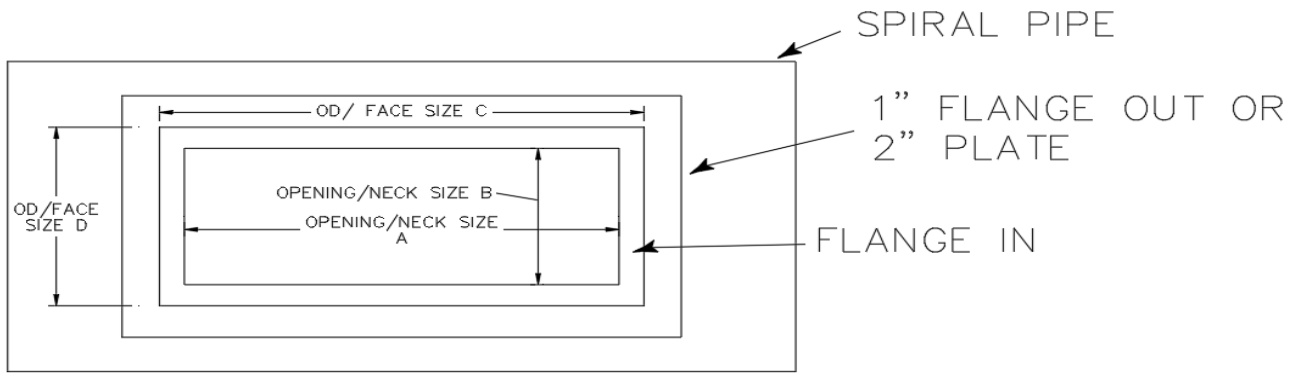 SPIRAL PIPE
1” FLANGE OUT OR
2” PLATE
OD/ FACE SIZE C
OPENING/NECK SIZE B
OD/FACE
SIZE D
OPENING/NECK SIZE
A
FLANGE IN